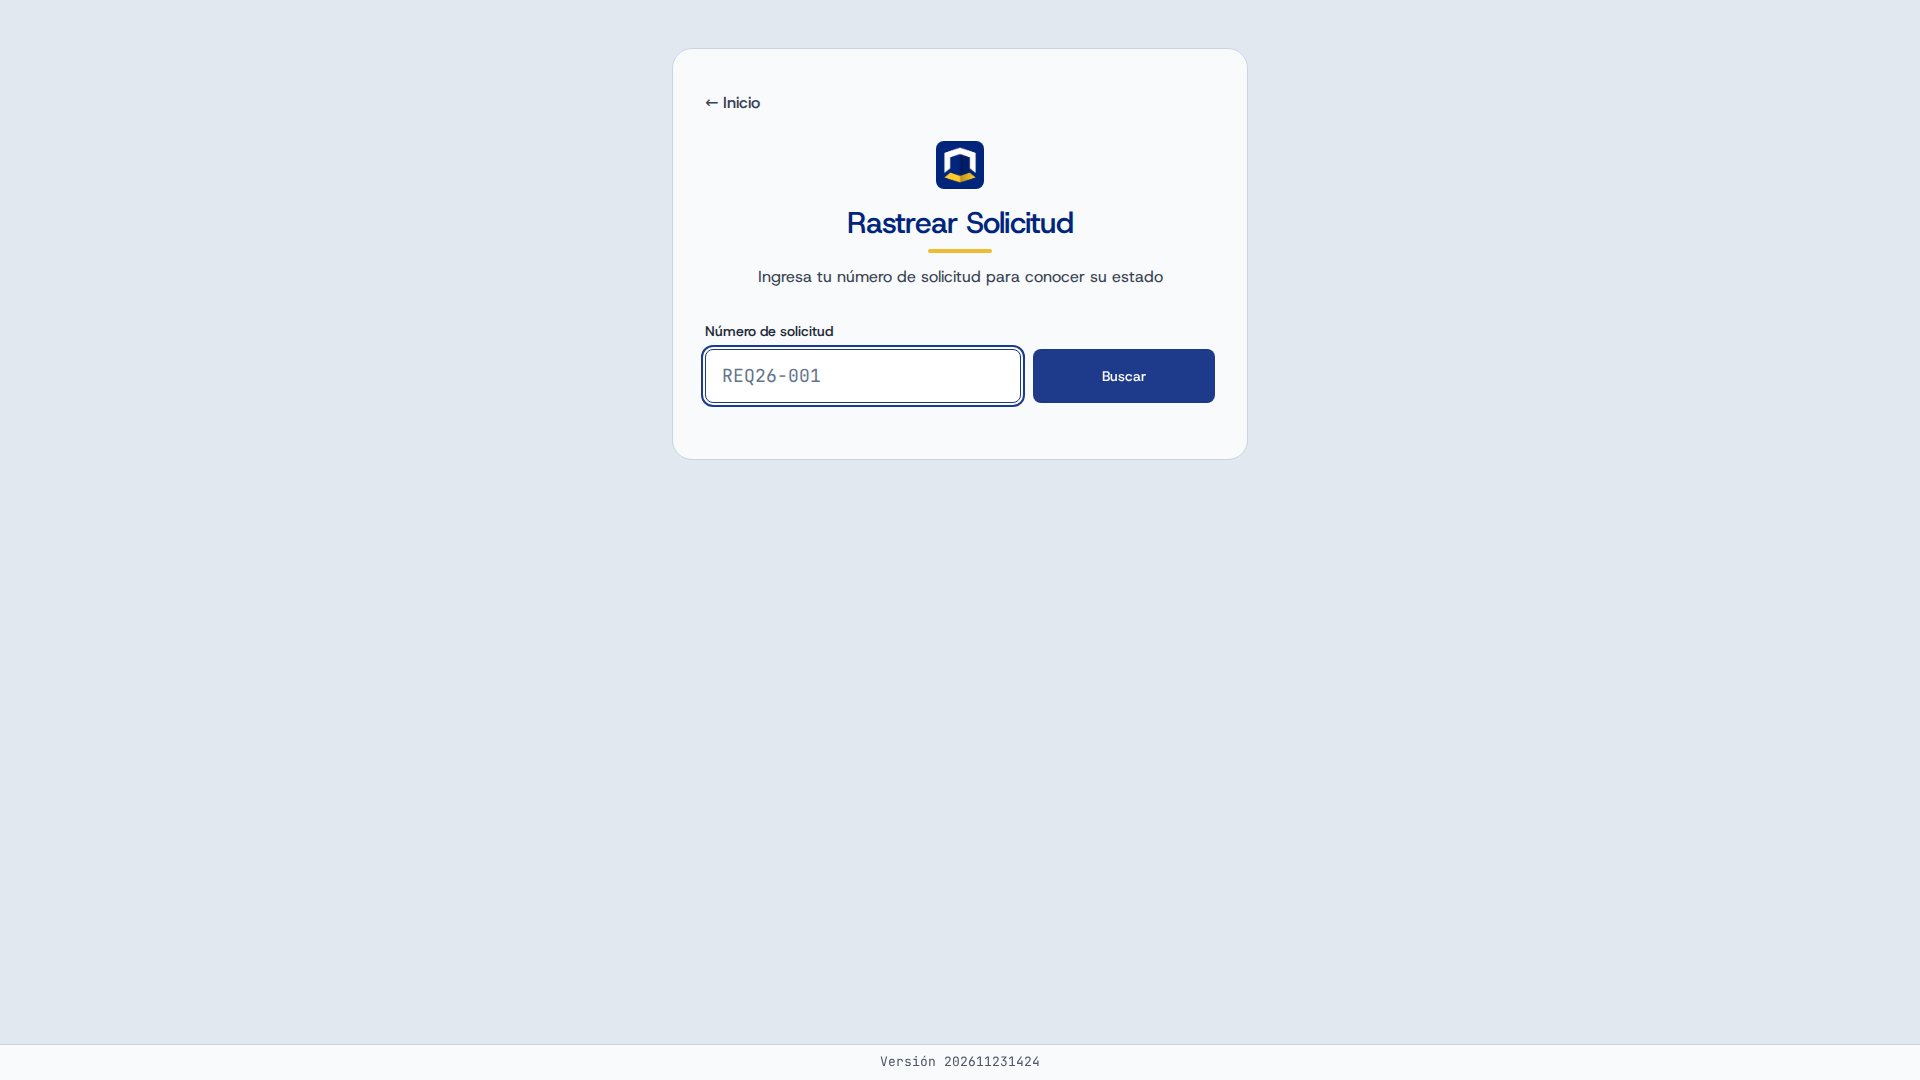 ← Inicio
Rastrear Solicitud
Ingresa tu número de solicitud para conocer su estado
Número de solicitud
REQ26-001
Buscar
Versión 202611231424